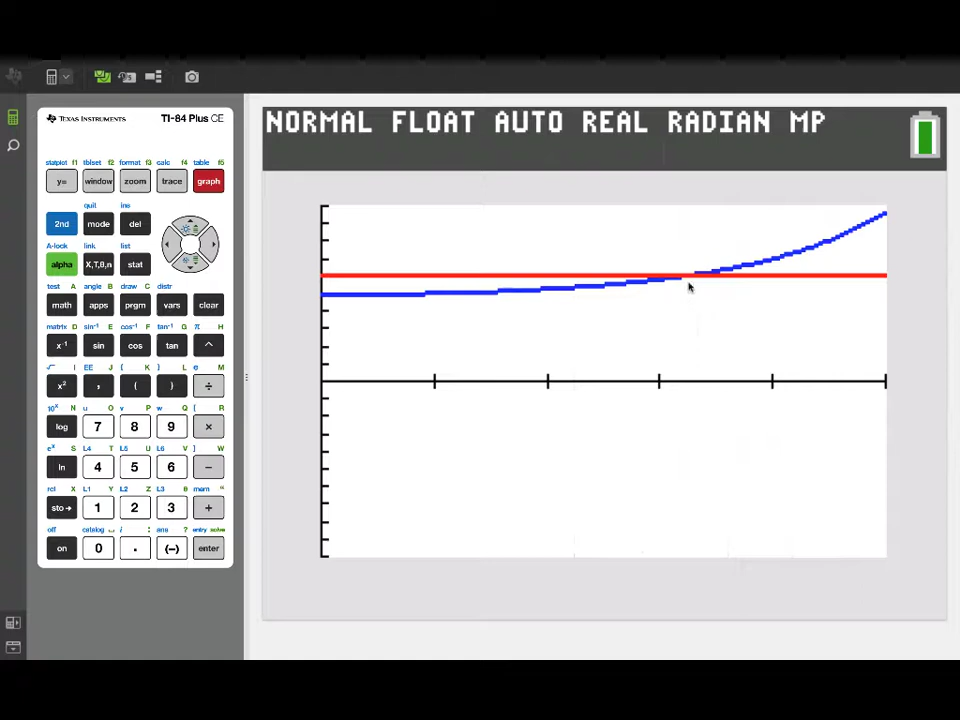 NORMAL FLOAT AUTO REAL RADIAN MP
TEXAS INSTRUMENTS TI-84 Plus CE
statplot f1 tblset f2 format f3 calc f4 table f5
y= window zoom trace graph
quit ins
2nd mode del
A-lock link list
alpha X,T,θ,n stat
test A angle B draw C distr
math apps prgm vars clear
matrix D sin⁻¹ E cos⁻¹ F tan⁻¹ G π H
x⁻¹ sin cos tan ^
√ I EE J { K } L e M
x² , ( ) ÷
10ˣ N u O v P w Q [ R
log 7 8 9 ×
eˣ S L4 T L5 U L6 V ] W
ln 4 5 6 −
rcl X L1 Y L2 Z L3 θ mem "
sto→ 1 2 3 +
off catalog ␣ i : ans ? entry solve
on 0 . (−) enter